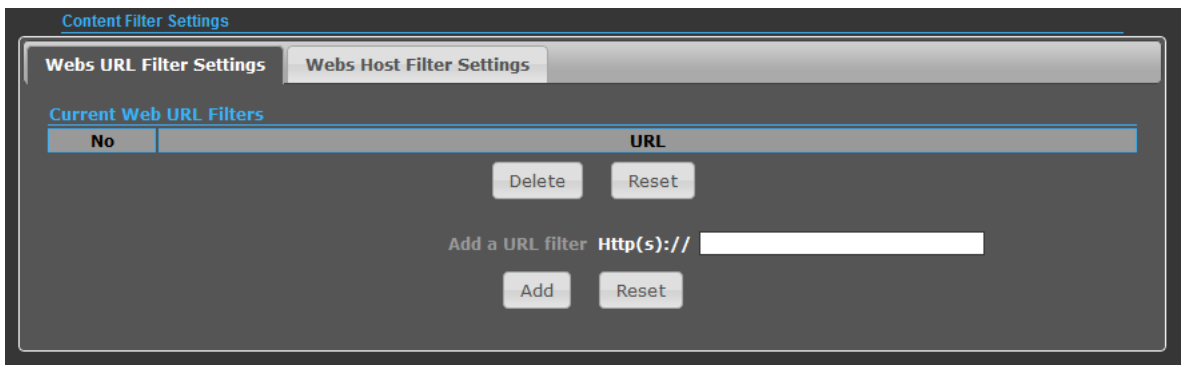 Content Filter Settings
Webs URL Filter Settings Webs Host Filter Settings
Current Web URL Filters
No URL
Delete Reset
Add a URL filter Http(s)://
Add Reset